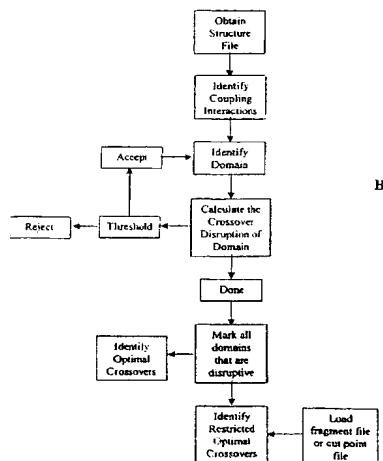 Obtain
Structure
File
Identify
Coupling
Interactions
Accept
Identify
Domain
H
Calculate the
Crossover
Disruption of
Domain
Reject
Threshold
Done
Mark all
domains
that are
disruptive
Identify
Optimal
Crossovers
Identify
Restricted
Optimal
Crossovers
Load
fragment file
or cut point
file